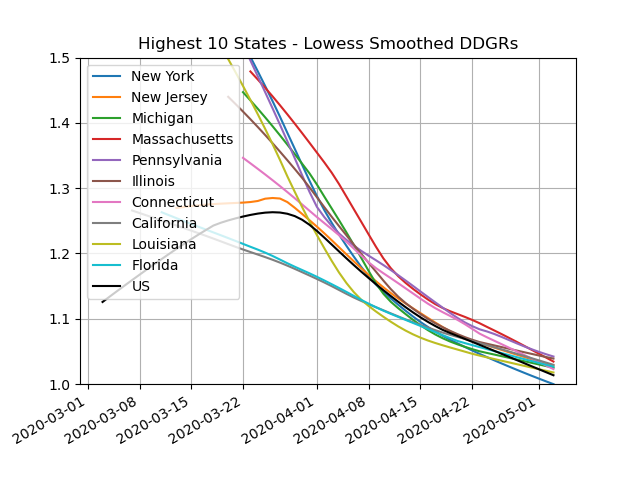 Highest 10 States - Lowess Smoothed DDGRs
1.5
1.4
1.3
1.2
1.1
1.0
New York
New Jersey
Michigan
Massachusetts
Pennsylvania
Illinois
Connecticut
California
Louisiana
Florida
US
2020-03-01
2020-03-08
2020-03-15
2020-03-22
2020-04-01
2020-04-08
2020-04-15
2020-04-22
2020-05-01